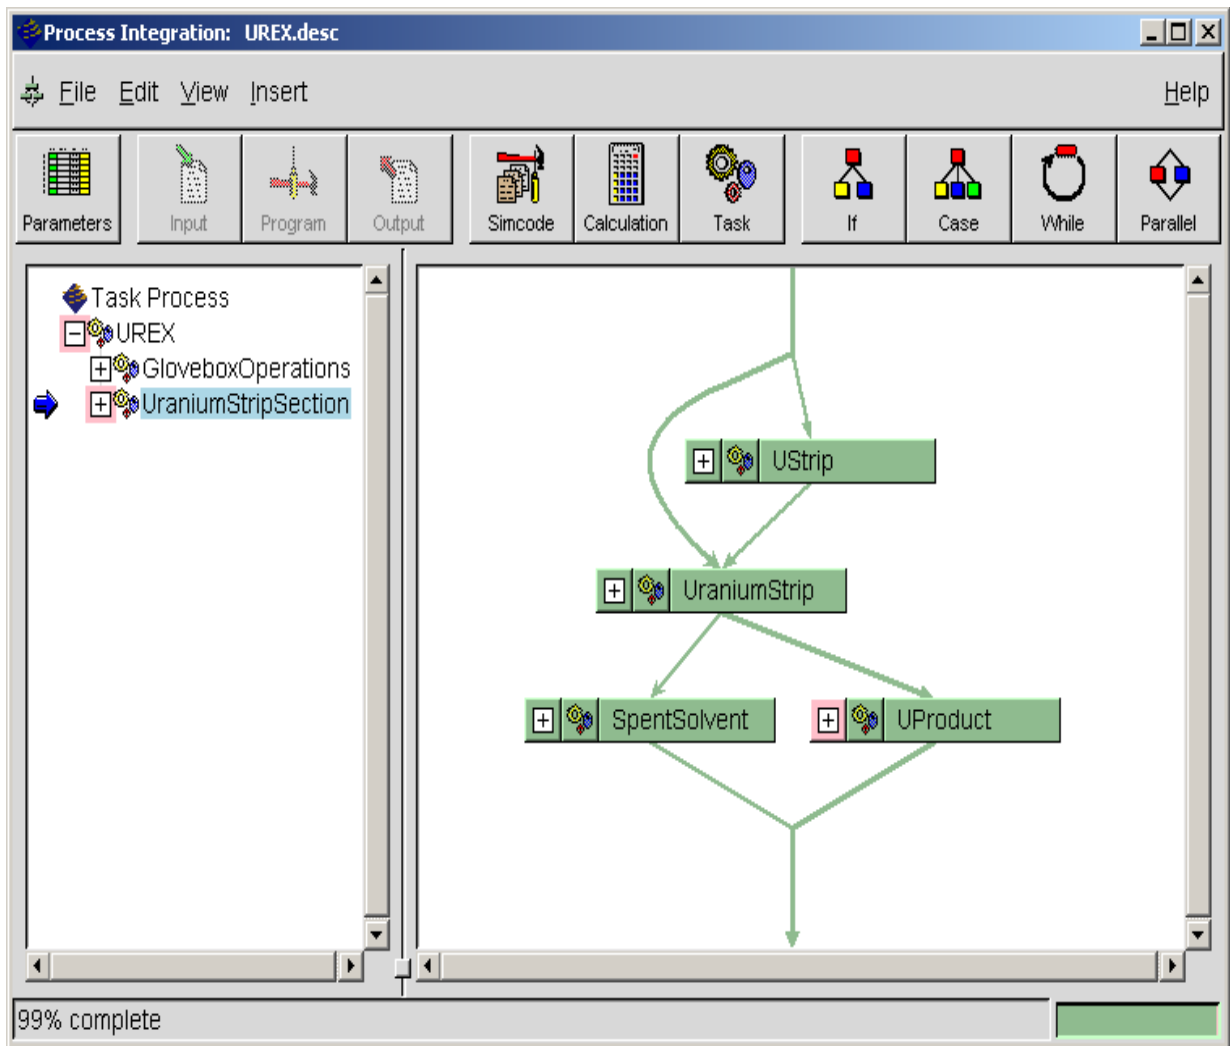 Process Integration: UREX.desc
File Edit View Insert Help
Parameters Input Program Output Simcode Calculation Task If Case While Parallel
Task Process
UREX
GloveboxOperations
UraniumStripSection
UStrip
UraniumStrip
SpentSolvent UProduct
99% complete